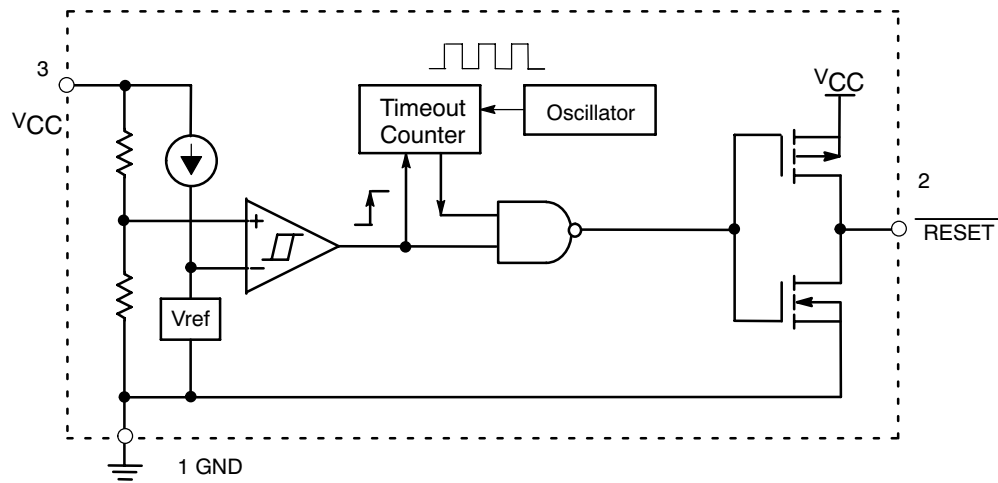 3
VCC
Timeout
Counter
Oscillator
VCC
2
RESET
+
−
Vref
1 GND